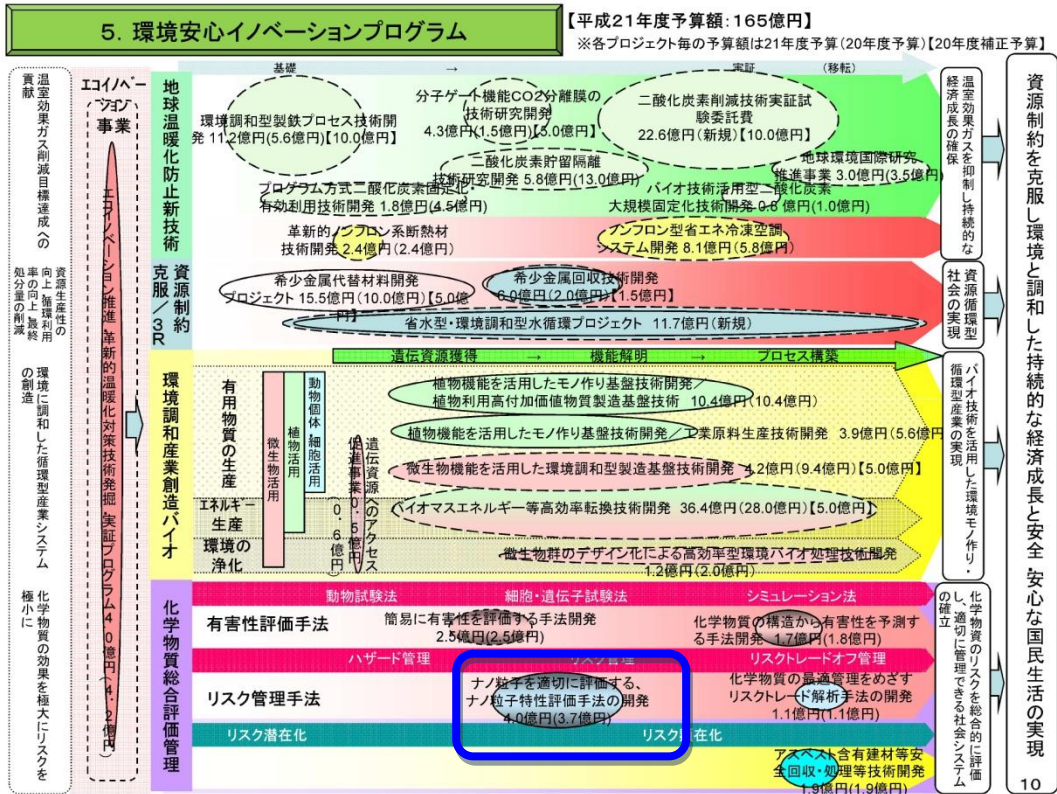 5．環境安心イノベーションプログラム
【平成21年度予算額：165億円】
※各プロジェクト毎の予算額は21年度予算(20年度予算)【20年度補正予算】
温室効果ガス削減目標達成への
貢献
資源生産性の
向上、循環利用
率の向上、最終
処分量の削減
環境に調和した循環型産業システム
の創造
化学物質の効果を極大にリスクを
極小に
エコイノベー
ション
事業
エコイノベーション推進・革新的温暖化対策技術発掘・実証プログラム40億円(4.2億円)
地球温暖化防止新技術
基礎
→
実証
(移転)
環境調和型製鉄プロセス技術開
発 11.2億円(5.6億円)【10.0億円】
分子ゲート機能CO2分離膜の
技術研究開発
4.3億円(1.5億円)【5.0億円】
二酸化炭素削減技術実証試
験委託費
22.6億円(新規)【10.0億円】
二酸化炭素貯留隔離
技術研究開発 5.8億円(13.0億円)
地球環境国際研究
推進事業 3.0億円(3.5億円)
プログラム方式二酸化炭素固定化・
有効利用技術開発 1.8億円(4.5億円)
バイオ技術活用型二酸化炭素
大規模固定化技術開発 0.8億円(1.0億円)
革新的ノンフロン系断熱材
技術開発 2.4億円(2.4億円)
ノンフロン型省エネ冷凍空調
システム開発 8.1億円(5.8億円)
温室効果ガスを抑制し持続的な
経済成長の確保
資源制約
克服／3R
希少金属代替材料開発
プロジェクト 15.5億円(10.0億円)【5.0億
円】
希少金属回収技術開発
6.0億円(2.0億円)【1.5億円】
省水型・環境調和型水循環プロジェクト 11.7億円(新規)
資源循環型
社会の実現
環境調和産業創造バイオ
遺伝資源獲得
→
機能解明
→
プロセス構築
有用物質の生産
エネルギー
生産
環境の
浄化
微生物活用
植物活用
動物個体・細胞活用
遺伝資源へのアクセス
促進事業0.5億円
(0.6億円)
植物機能を活用したモノ作り基盤技術開発／
植物利用高付加価値物質製造基盤技術 10.4億円(10.4億円)
植物機能を活用したモノ作り基盤技術開発／工業原料生産技術開発 3.9億円(5.6億円
微生物機能を活用した環境調和型製造基盤技術開発 4.2億円(9.4億円)【5.0億円】
バイオマスエネルギー等高効率転換技術開発 36.4億円(28.0億円)【5.0億円】
微生物群のデザイン化による高効率型環境バイオ処理技術開発
1.2億円(2.0億円)
バイオ技術を活用した環境モノ作り・
循環型産業の実現
化学物質総合評価管理
動物試験法
細胞・遺伝子試験法
シミュレーション法
有害性評価手法
簡易に有害性を評価する手法開発
2.5億円(2.5億円)
化学物質の構造から有害性を予測す
る手法開発 1.7億円(1.8億円)
ハザード管理
リスク管理
リスクトレードオフ管理
リスク管理手法
ナノ粒子を適切に評価する、
ナノ粒子特性評価手法の開発
4.0億円(3.7億円)
化学物質の最適管理をめざす
リスクトレード解析手法の開発
1.1億円(1.1億円)
リスク潜在化
リスク顕在化
アスベスト含有建材等安
全回収・処理等技術開発
1.9億円(1.9億円)
化学物資のリスクを総合的に評価
し、適切に管理できる社会システム
の確立
資源制約を克服し環境と調和した持続的な経済成長と安全・安心な国民生活の実現
10